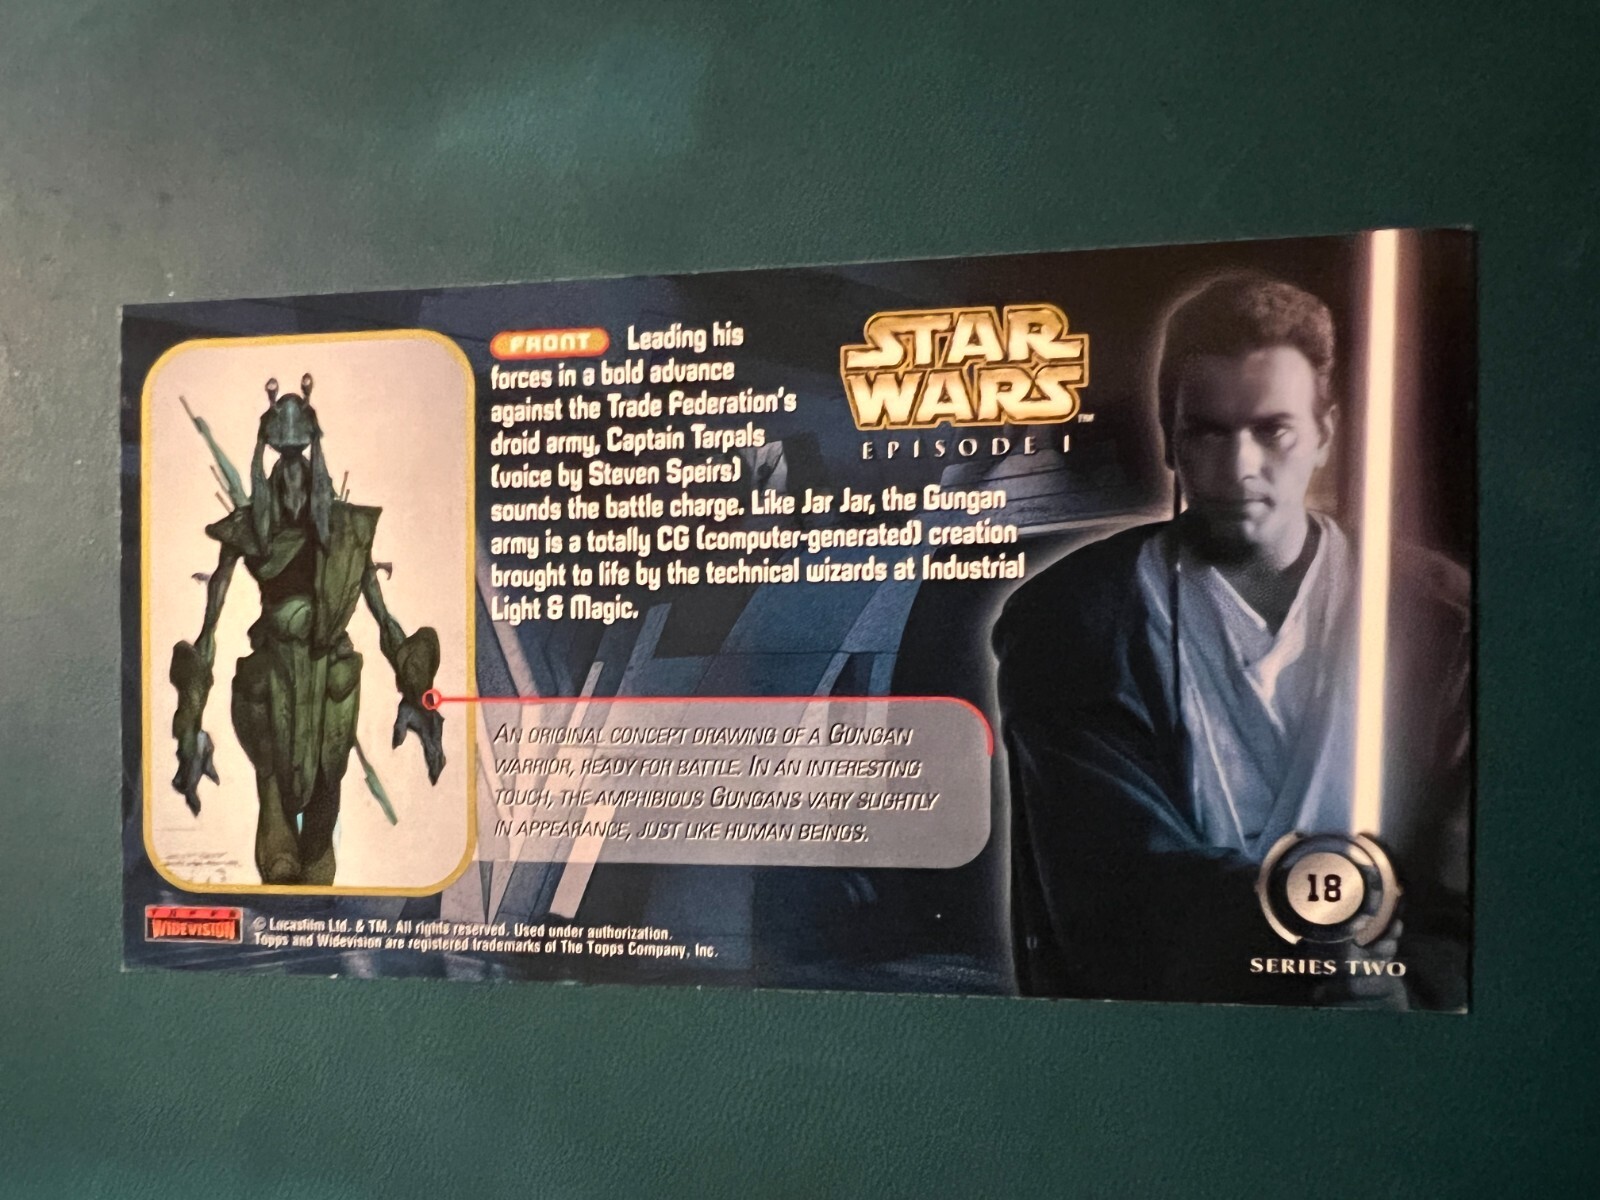 FRONT Leading his
forces in a bold advance
against the Trade Federation's
droid army, Captain Tarpals
(voice by Steven Speirs)
sounds the battle charge. Like Jar Jar, the Gungan
army is a totally CG (computer-generated) creation
brought to life by the technical wizards at Industrial
Light & Magic.
STAR
WARS™
EPISODE I
AN ORIGINAL CONCEPT DRAWING OF A GUNGAN
WARRIOR, READY FOR BATTLE. IN AN INTERESTING
TOUCH, THE AMPHIBIOUS GUNGANS VARY SLIGHTLY
IN APPEARANCE, JUST LIKE HUMAN BEINGS.
TOPPS
WIDEVISION
© Lucasfilm Ltd. & TM. All rights reserved. Used under authorization.
Topps and Widevision are registered trademarks of The Topps Company, Inc.
18
SERIES TWO